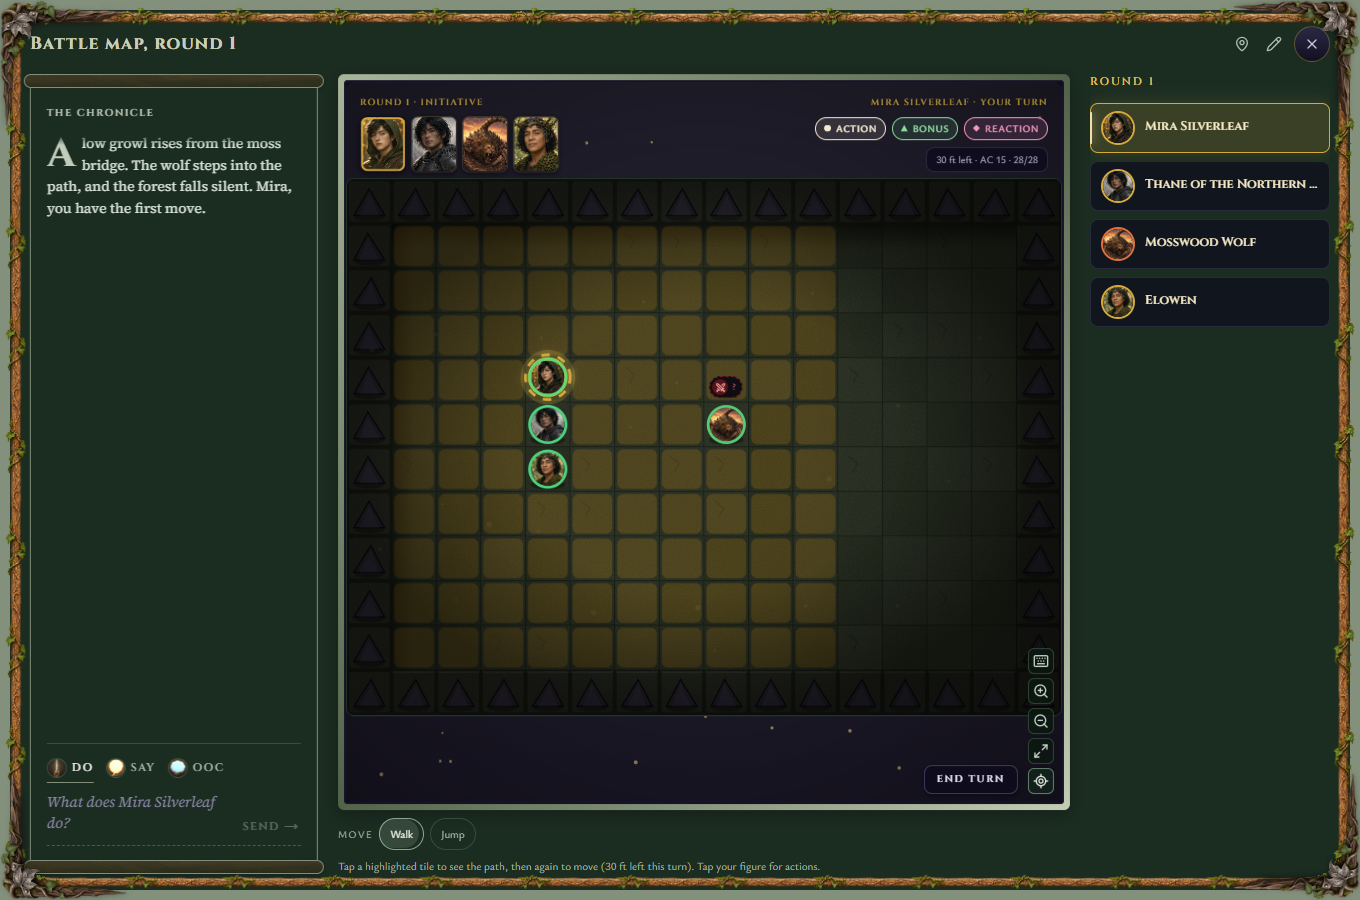 BATTLE MAP, ROUND 1
THE CHRONICLE
A low growl rises from the moss
bridge. The wolf steps into the
path, and the forest falls silent. Mira,
you have the first move.
DO SAY OOC
What does Mira Silverleaf
do?
SEND →
ROUND 1 · INITIATIVE
MIRA SILVERLEAF · YOUR TURN
ACTION BONUS REACTION
30 ft left · AC 15 · 28/28
?
END TURN
MOVE Walk Jump
Tap a highlighted tile to see the path, then again to move (30 ft left this turn). Tap your figure for actions.
ROUND 1
MIRA SILVERLEAF
THANE OF THE NORTHERN ...
MOSSWOOD WOLF
ELOWEN